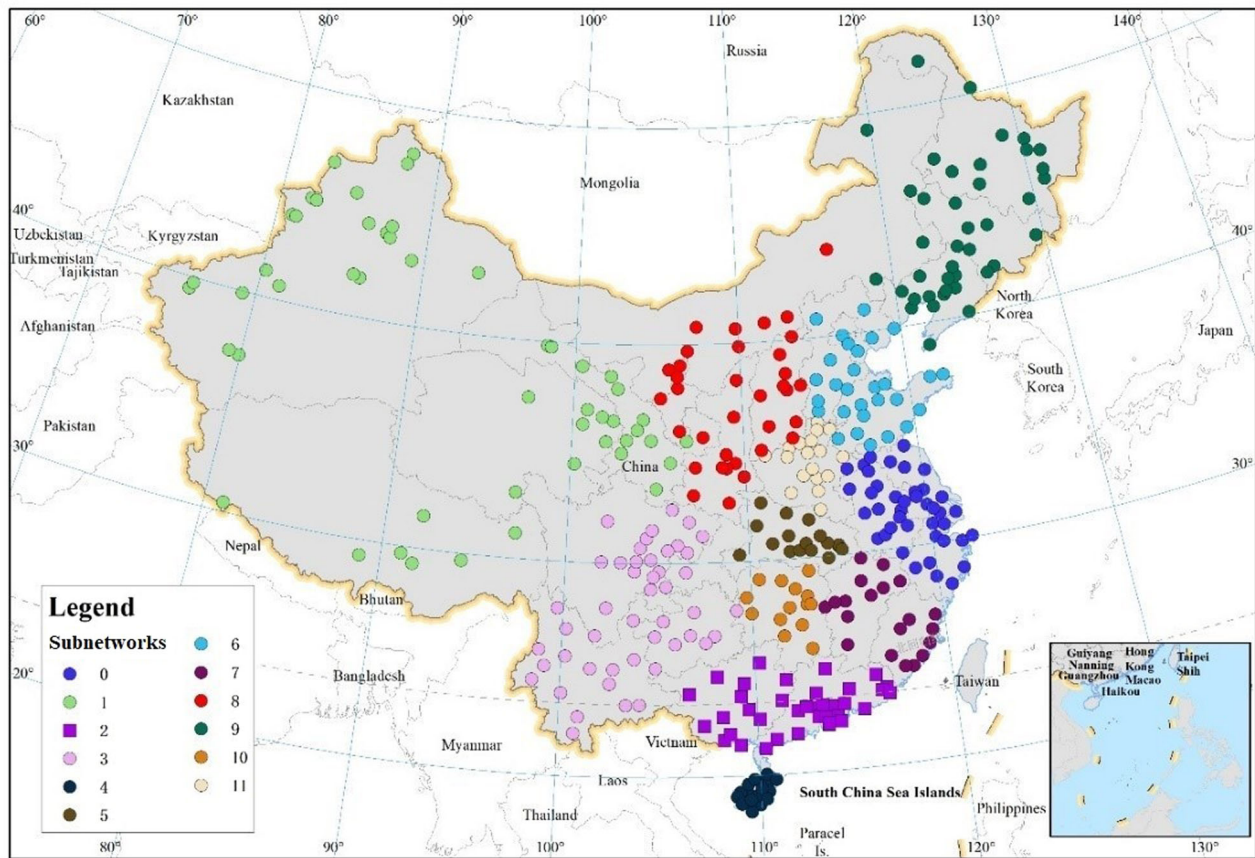 60° 70° 80° 90° 100° 110° 120° 130° 140°
Russia
Kazakhstan
Mongolia
40°
Uzbekistan
Kyrgyzstan
Turkmenistan
Tajikistan
40°
North
Korea
Afghanistan
Japan
South
Korea
Pakistan
30°
China
30°
Nepal
Bhutan
Legend
Subnetworks
0
1
2
3
4
5
6
7
8
9
10
11
20°
Bangladesh
Taiwan
Myanmar
Vietnam
Laos
Thailand
South China Sea Islands
Philippines
Paracel
Is.
Guiyang
Nanning
Guangzhou
Haikou
Hong
Kong
Macao
Taipei
Shih
90° 100° 110° 120° 130°